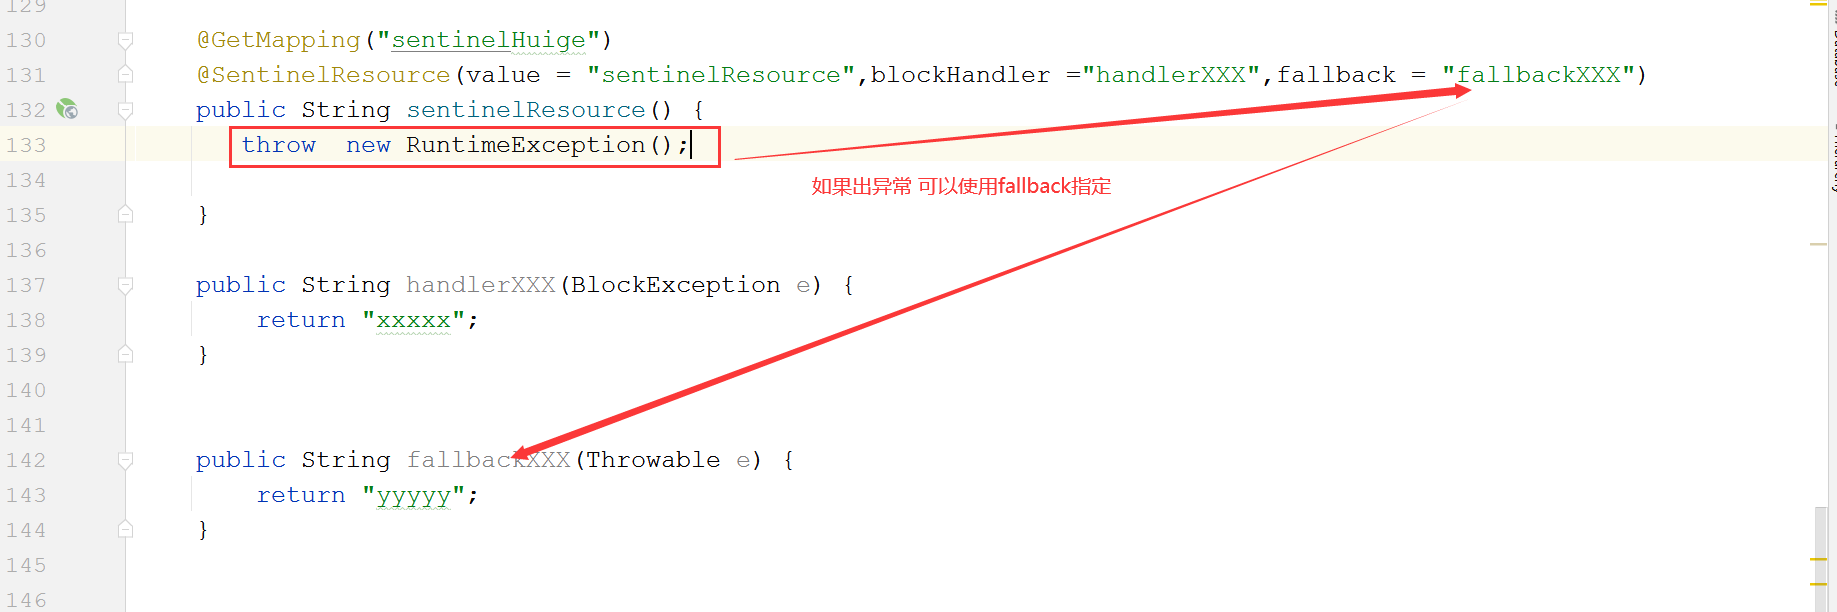 129
130 @GetMapping("sentinelHuige")
131 @SentinelResource(value = "sentinelResource",blockHandler ="handlerXXX",fallback = "fallbackXXX")
132 public String sentinelResource() {
133 throw  new RuntimeException();
134
如果出异常 可以使用fallback指定
135 }
136
137 public String handlerXXX(BlockException e) {
138 return "xxxxx";
139 }
140
141
142 public String fallbackXXX(Throwable e) {
143 return "yyyyy";
144 }
145
146